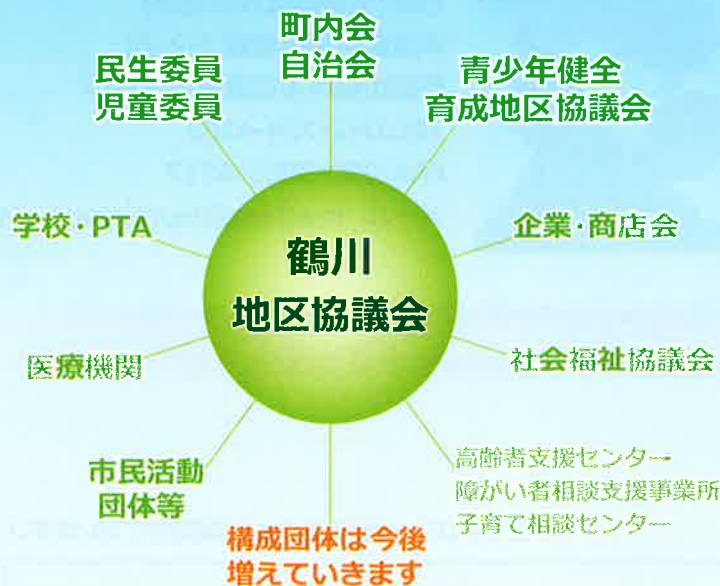 町内会
自治会
民生委員
児童委員
青少年健全
育成地区協議会
学校・PTA
企業・商店会
鶴川
地区協議会
医療機関
社会福祉協議会
市民活動
団体等
高齢者支援センター
障がい者相談支援事業所
子育て相談センター
構成団体は今後
増えていきます